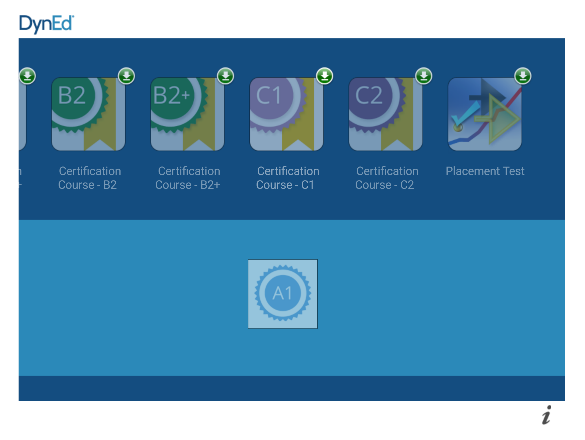 DynEd
B2
B2+
C1
C2
n
+
Certification
Course - B2
Certification
Course - B2+
Certification
Course - C1
Certification
Course - C2
Placement Test
A1
i